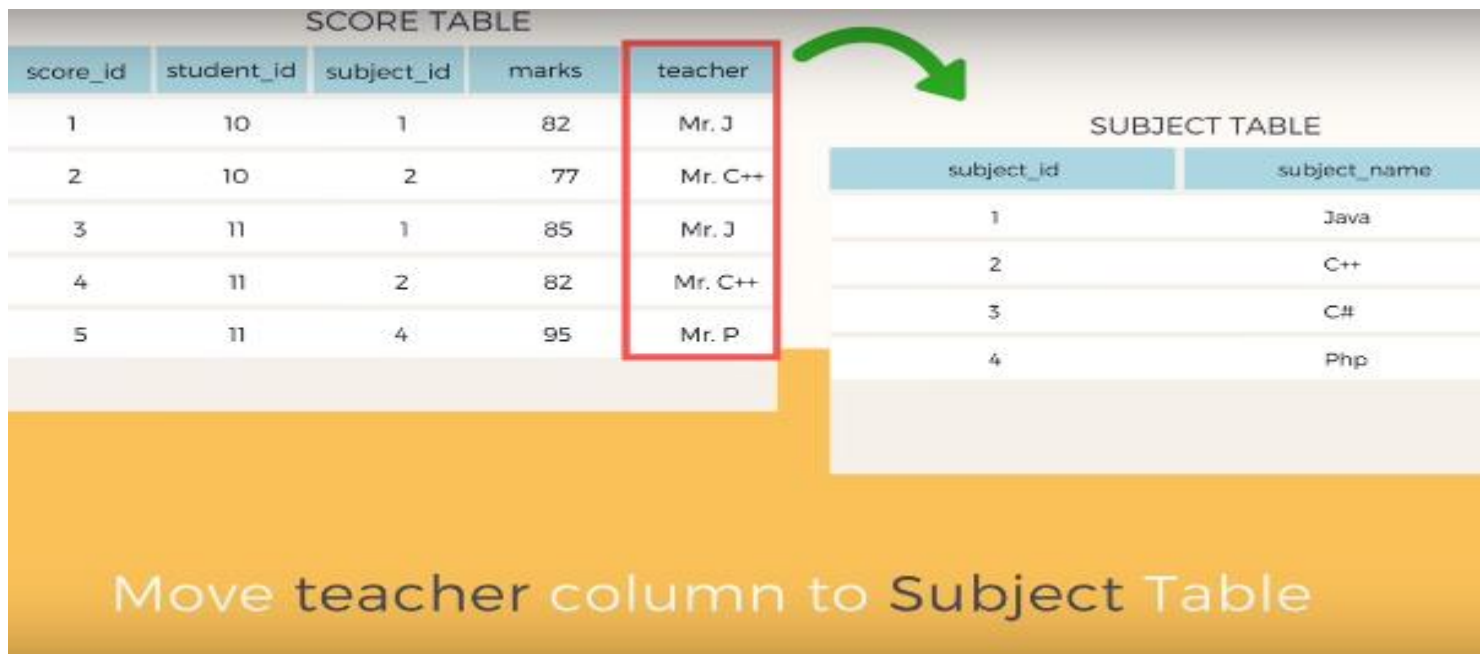 SCORE TABLE
score_id student_id subject_id marks teacher
1 10 1 82 Mr. J
2 10 2 77 Mr. C++
3 11 1 85 Mr. J
4 11 2 82 Mr. C++
5 11 4 95 Mr. P
SUBJECT TABLE
subject_id subject_name
1 Java
2 C++
3 C#
4 Php
Move teacher column to Subject Table